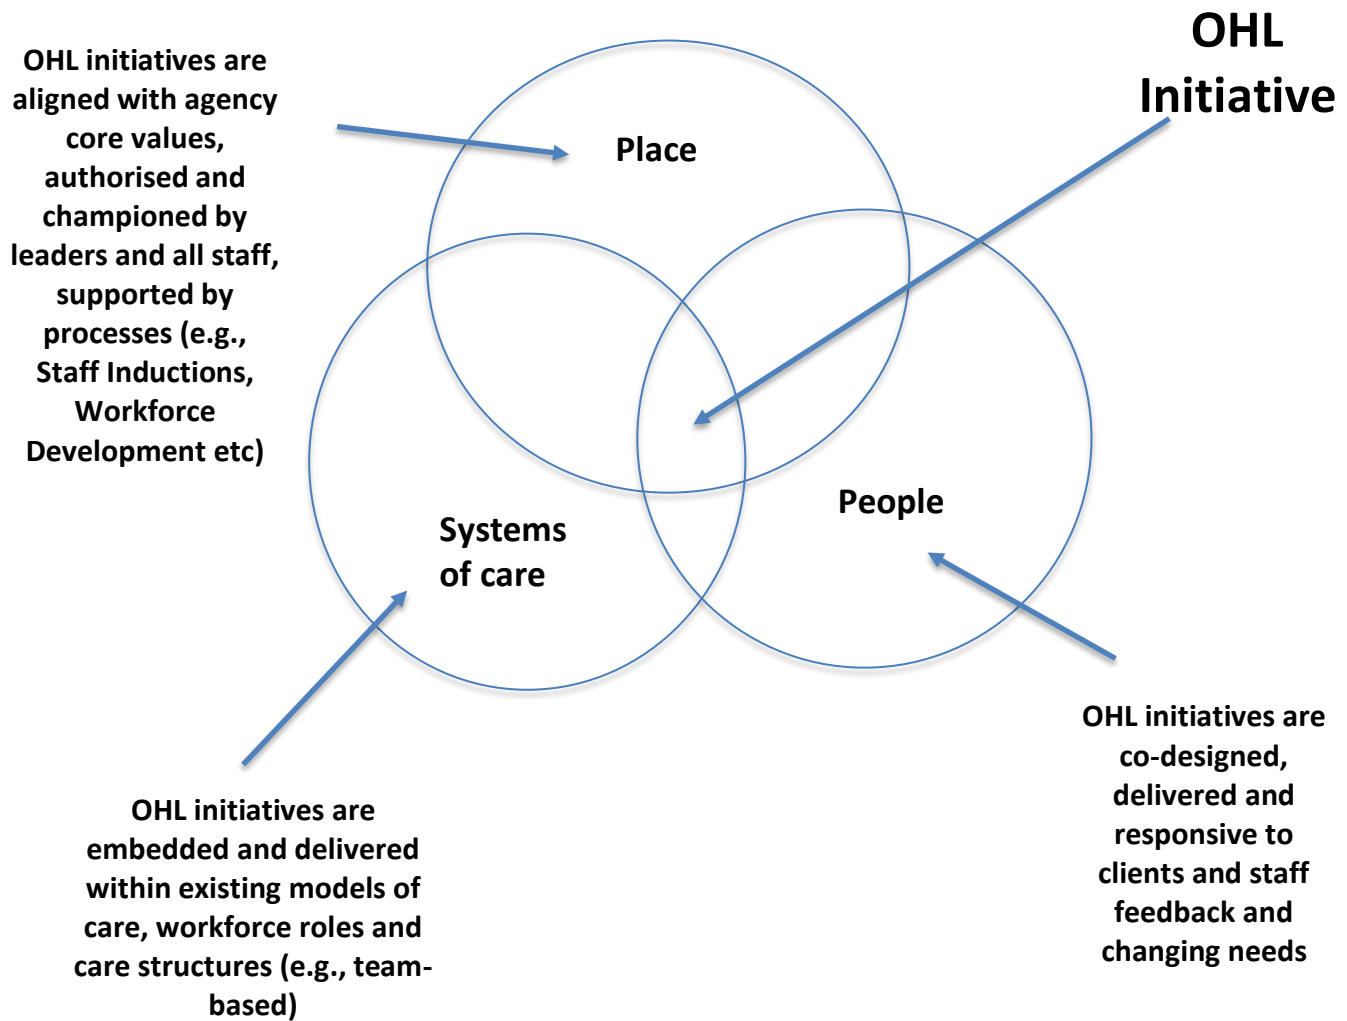 OHL
Initiative
OHL initiatives are
aligned with agency
core values,
authorised and
championed by
leaders and all staff,
supported by
processes (e.g.,
Staff Inductions,
Workforce
Development etc)
Place
People
Systems
of care
OHL initiatives are
co-designed,
delivered and
responsive to
clients and staff
feedback and
changing needs
OHL initiatives are
embedded and delivered
within existing models of
care, workforce roles and
care structures (e.g., team-
based)